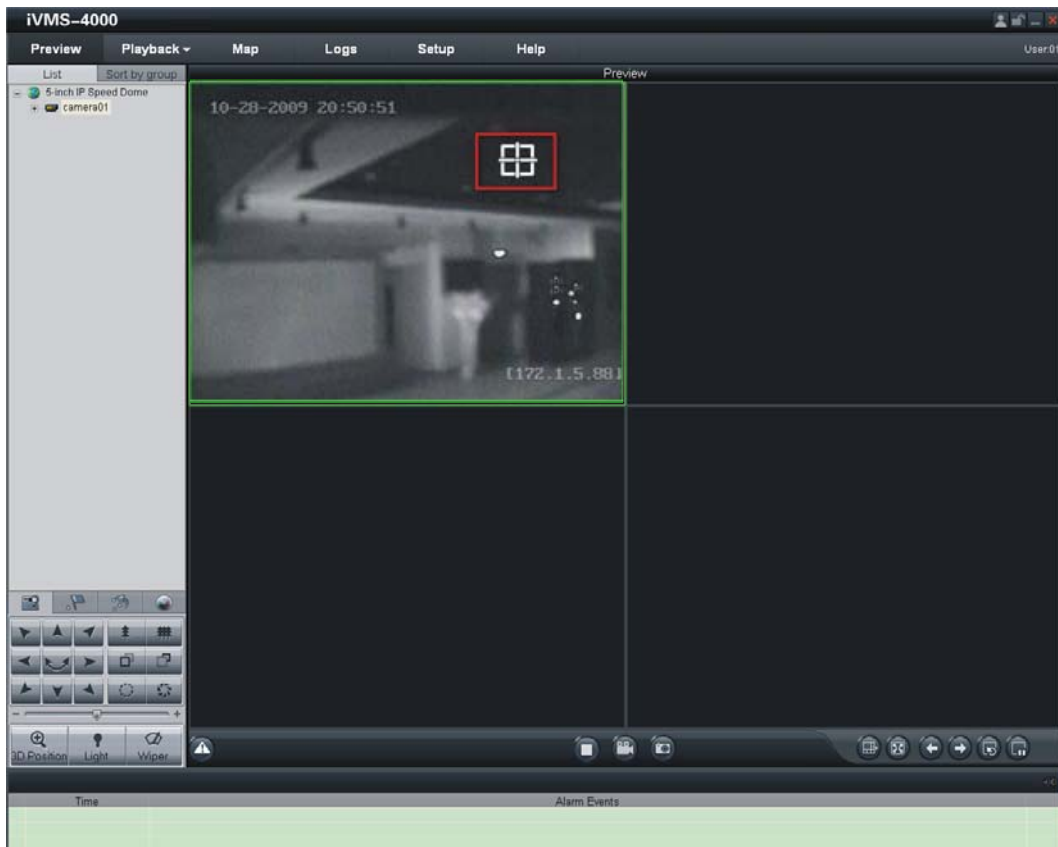 iVMS-4000
Preview Playback Map Logs Setup Help
List Sort by group Preview
5-inch IP Speed Dome
camera01
10-28-2009 20:50:51
[172.1.5.88]
3D Position Light Wiper
Time Alarm Events